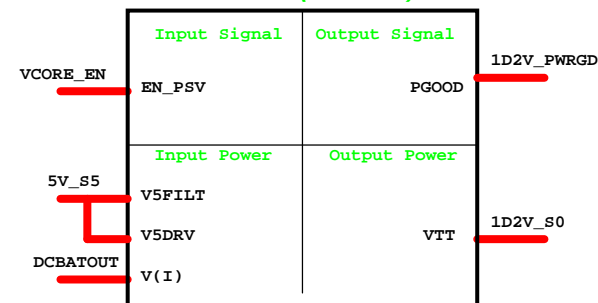 Input Signal Output Signal
VCORE_EN EN_PSV PGOOD 1D2V_PWRGD
Input Power Output Power
5V_S5 V5FILT
V5DRV VTT 1D2V_S0
DCBATOUT V(I)